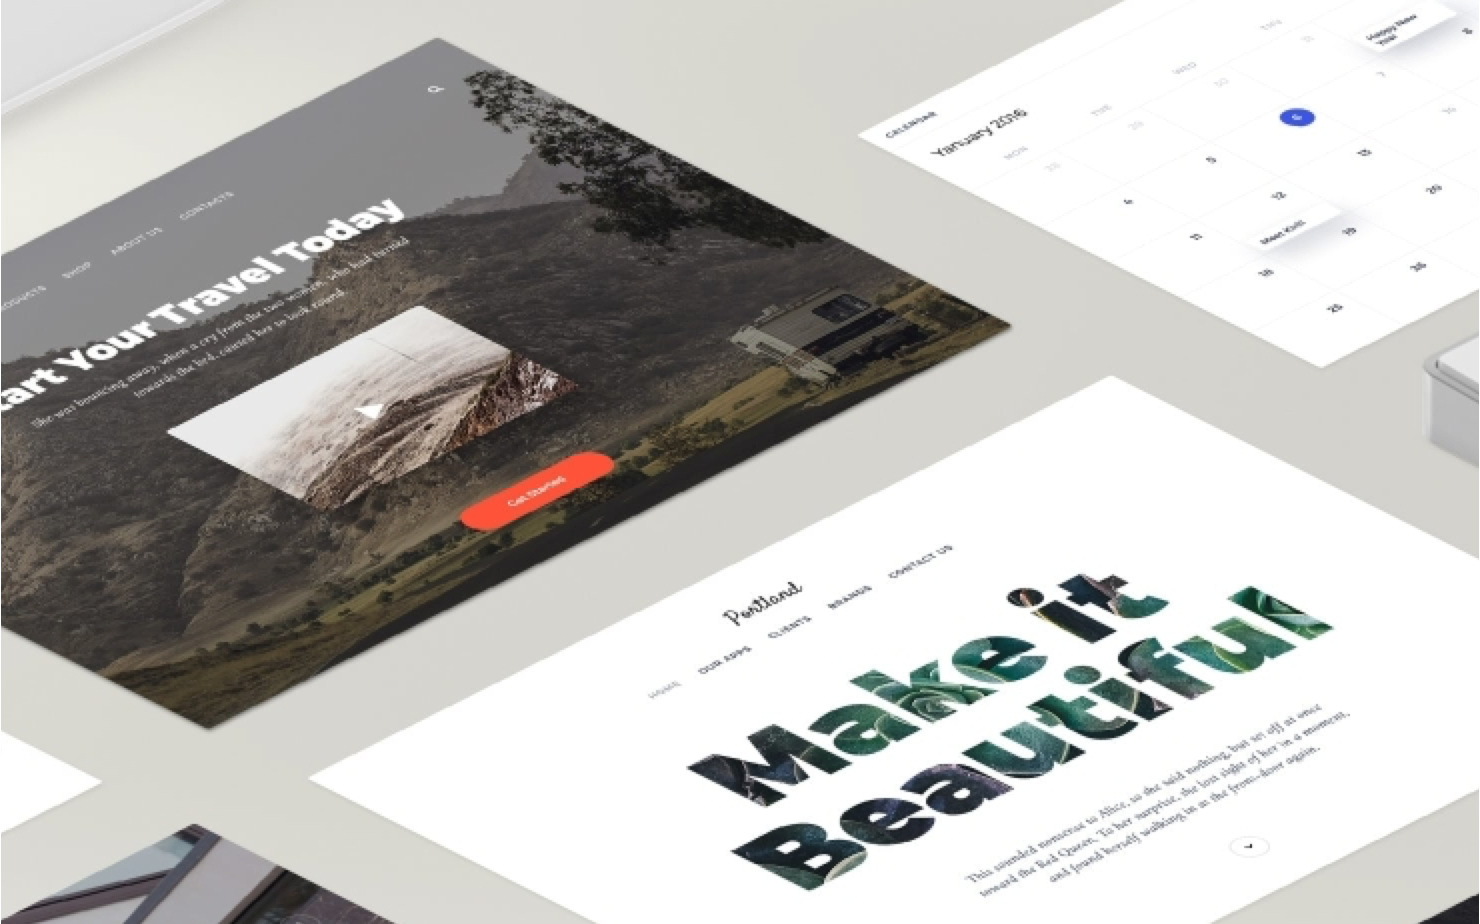 ABOUT US
CONTACTS
SHOP
art Your Travel Today
She was bouncing away, when a cry from the two women, who had turned
towards the bed, caused her to look round.
Get Started
CALENDAR
Yanuary 2016
MON
TUE
WED
THU
28
29
30
31
Happy New
Year
4
5
6
7
8
11
12
13
14
Meet Kirill
18
19
20
25
26
Portland
HOME
OUR APPS
CLIENTS
BRANDS
CONTACT US
Make it
Beautiful
This sounded nonsense to Alice, so she said nothing, but set off at once
toward the Red Queen. To her surprise, she lost sight of her in a moment,
and found herself walking in at the front-door again.